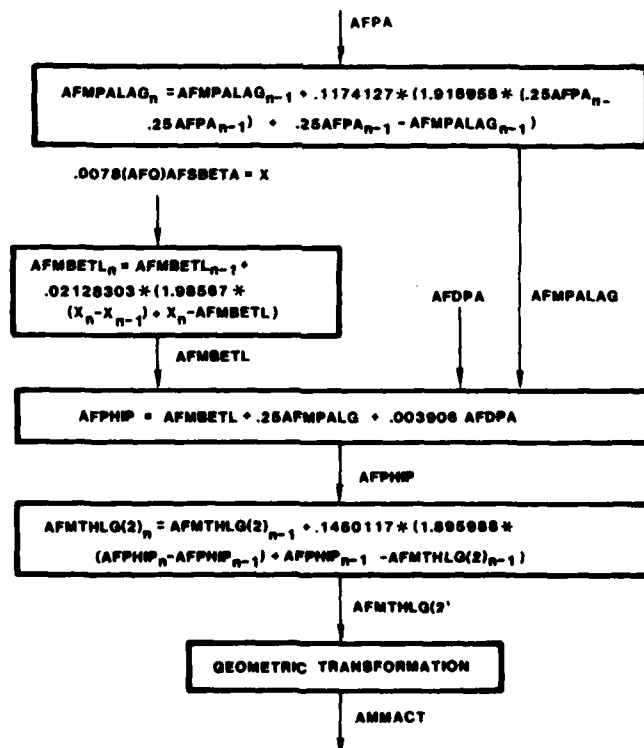 AFPA
AFMPALAGn = AFMPALAGn-1 + .1174127*(1.916958*(.25AFPAn-
.25AFPAn-1) + .25AFPAn-1 - AFMPALAGn-1)
.0078(AFQ)AFSBETA = X
AFMBETLn = AFMBETLn-1 +
.02128303*(1.98567*
(Xn-Xn-1) + Xn-AFMBETL)
AFDPA
AFMPALAG
AFMBETL
AFPHIP = AFMBETL + .25AFMPALG + .003906 AFDPA
AFPHIP
AFMTHLG(2)n = AFMTHLG(2)n-1 + .1450117*(1.895988*
(AFPHIPn-AFPHIPn-1) + AFPHIPn-1 -AFMTHLG(2)n-1)
AFMTHLG(2'
GEOMETRIC TRANSFORMATION
AMMACT